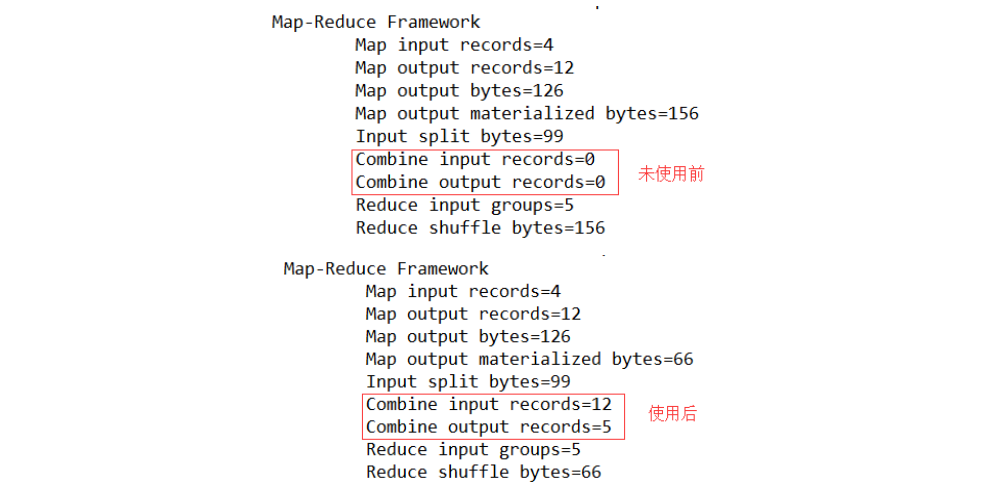 Map-Reduce Framework
Map input records=4
Map output records=12
Map output bytes=126
Map output materialized bytes=156
Input split bytes=99
Combine input records=0
未使用前
Combine output records=0
Reduce input groups=5
Reduce shuffle bytes=156
Map-Reduce Framework
Map input records=4
Map output records=12
Map output bytes=126
Map output materialized bytes=66
Input split bytes=99
Combine input records=12
使用后
Combine output records=5
Reduce input groups=5
Reduce shuffle bytes=66